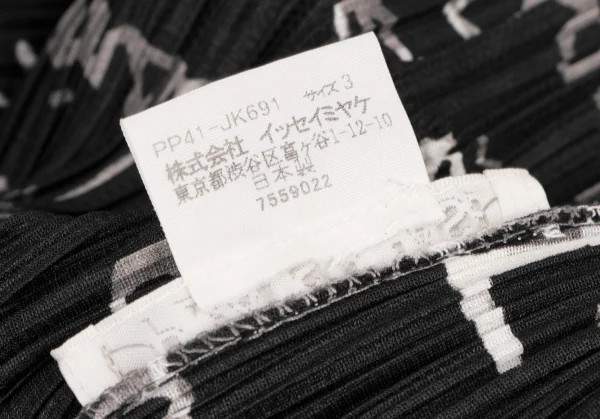 PP41-JK691 サイズ 3
株式会社 イッセイミヤケ
東京都渋谷区富ヶ谷1-12-10
日本製
7559022